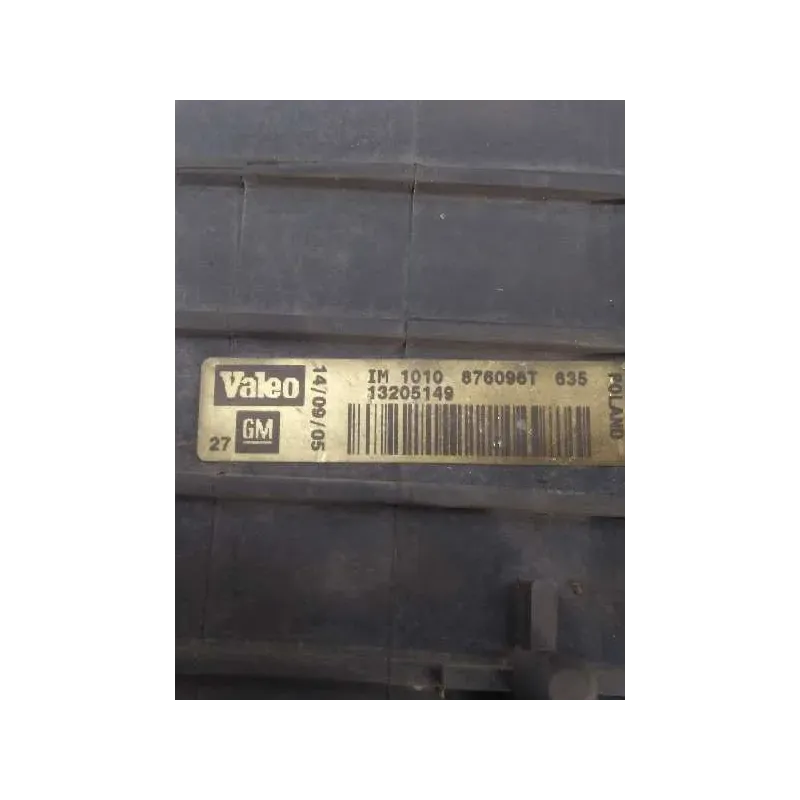 Valeo
GM
27
14/09/05
IM 1010 876096T 635
13205149
POLAND